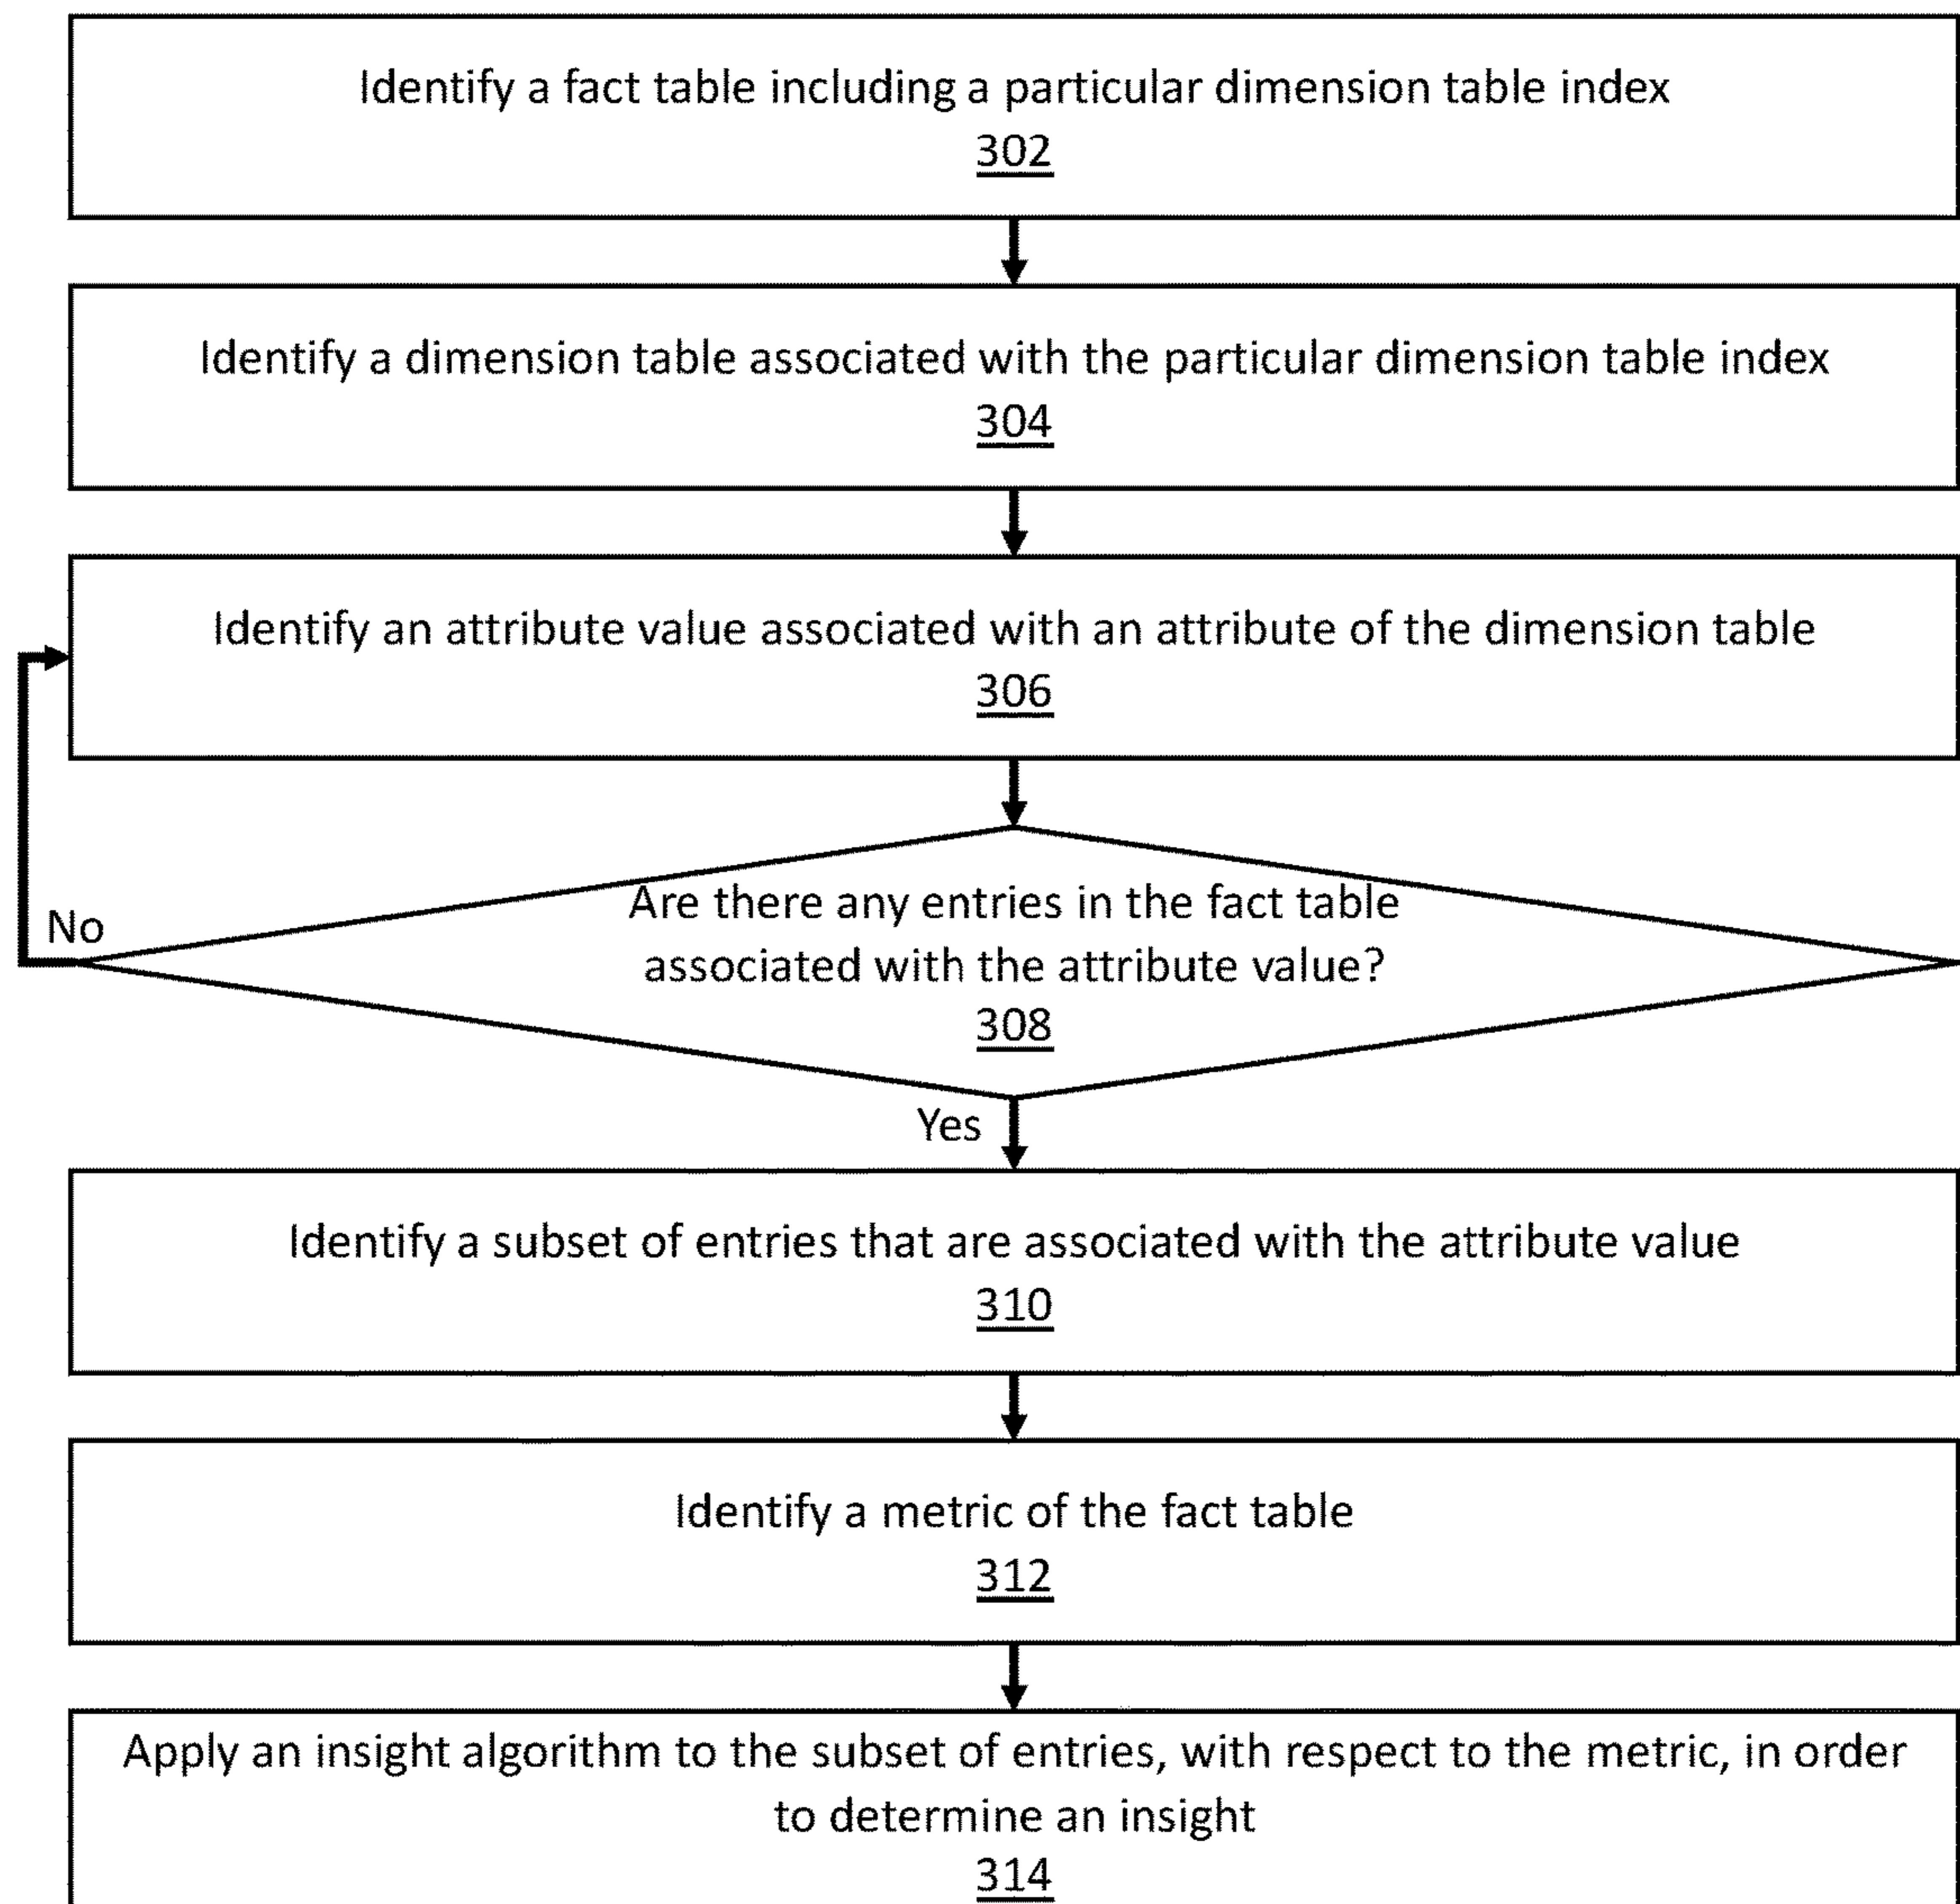 Identify a fact table including a particular dimension table index
302
Identify a dimension table associated with the particular dimension table index
304
Identify an attribute value associated with an attribute of the dimension table
306
Are there any entries in the fact table
associated with the attribute value?
308
No
Yes
Identify a subset of entries that are associated with the attribute value
310
Identify a metric of the fact table
312
Apply an insight algorithm to the subset of entries, with respect to the metric, in order
to determine an insight
314